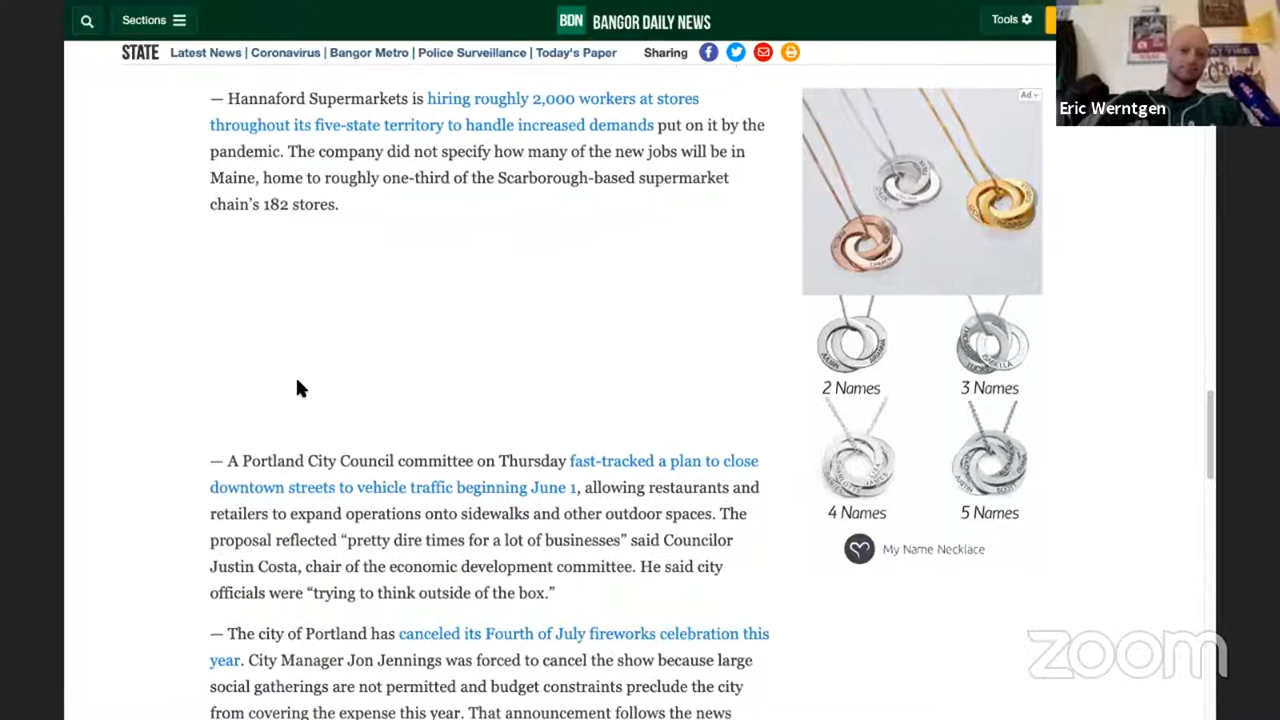 Sections
BDN BANGOR DAILY NEWS
Tools
STATE Latest News | Coronavirus | Bangor Metro | Police Surveillance | Today's Paper Sharing
Eric Werntgen
— Hannaford Supermarkets is hiring roughly 2,000 workers at stores
throughout its five-state territory to handle increased demands put on it by the
pandemic. The company did not specify how many of the new jobs will be in
Maine, home to roughly one-third of the Scarborough-based supermarket
chain's 182 stores.
Ad
2 Names
3 Names
4 Names
5 Names
My Name Necklace
— A Portland City Council committee on Thursday fast-tracked a plan to close
downtown streets to vehicle traffic beginning June 1, allowing restaurants and
retailers to expand operations onto sidewalks and other outdoor spaces. The
proposal reflected “pretty dire times for a lot of businesses” said Councilor
Justin Costa, chair of the economic development committee. He said city
officials were “trying to think outside of the box.”
— The city of Portland has canceled its Fourth of July fireworks celebration this
year. City Manager Jon Jennings was forced to cancel the show because large
social gatherings are not permitted and budget constraints preclude the city
from covering the expense this year. That announcement follows the news
zoom